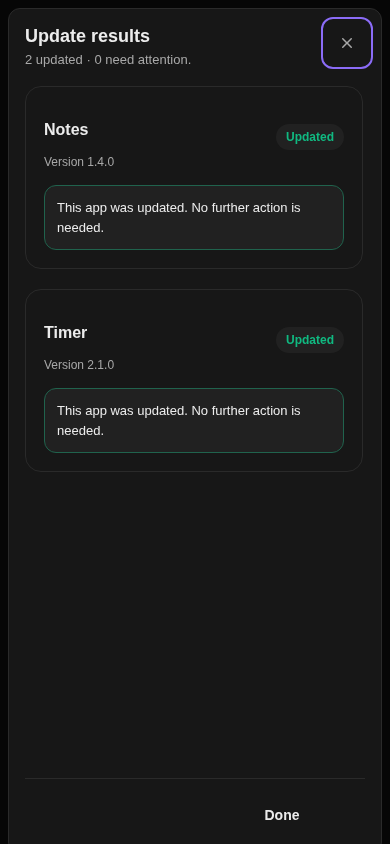 Update results
2 updated · 0 need attention.
Notes
Updated
Version 1.4.0
This app was updated. No further action is
needed.
Timer
Updated
Version 2.1.0
This app was updated. No further action is
needed.
Done